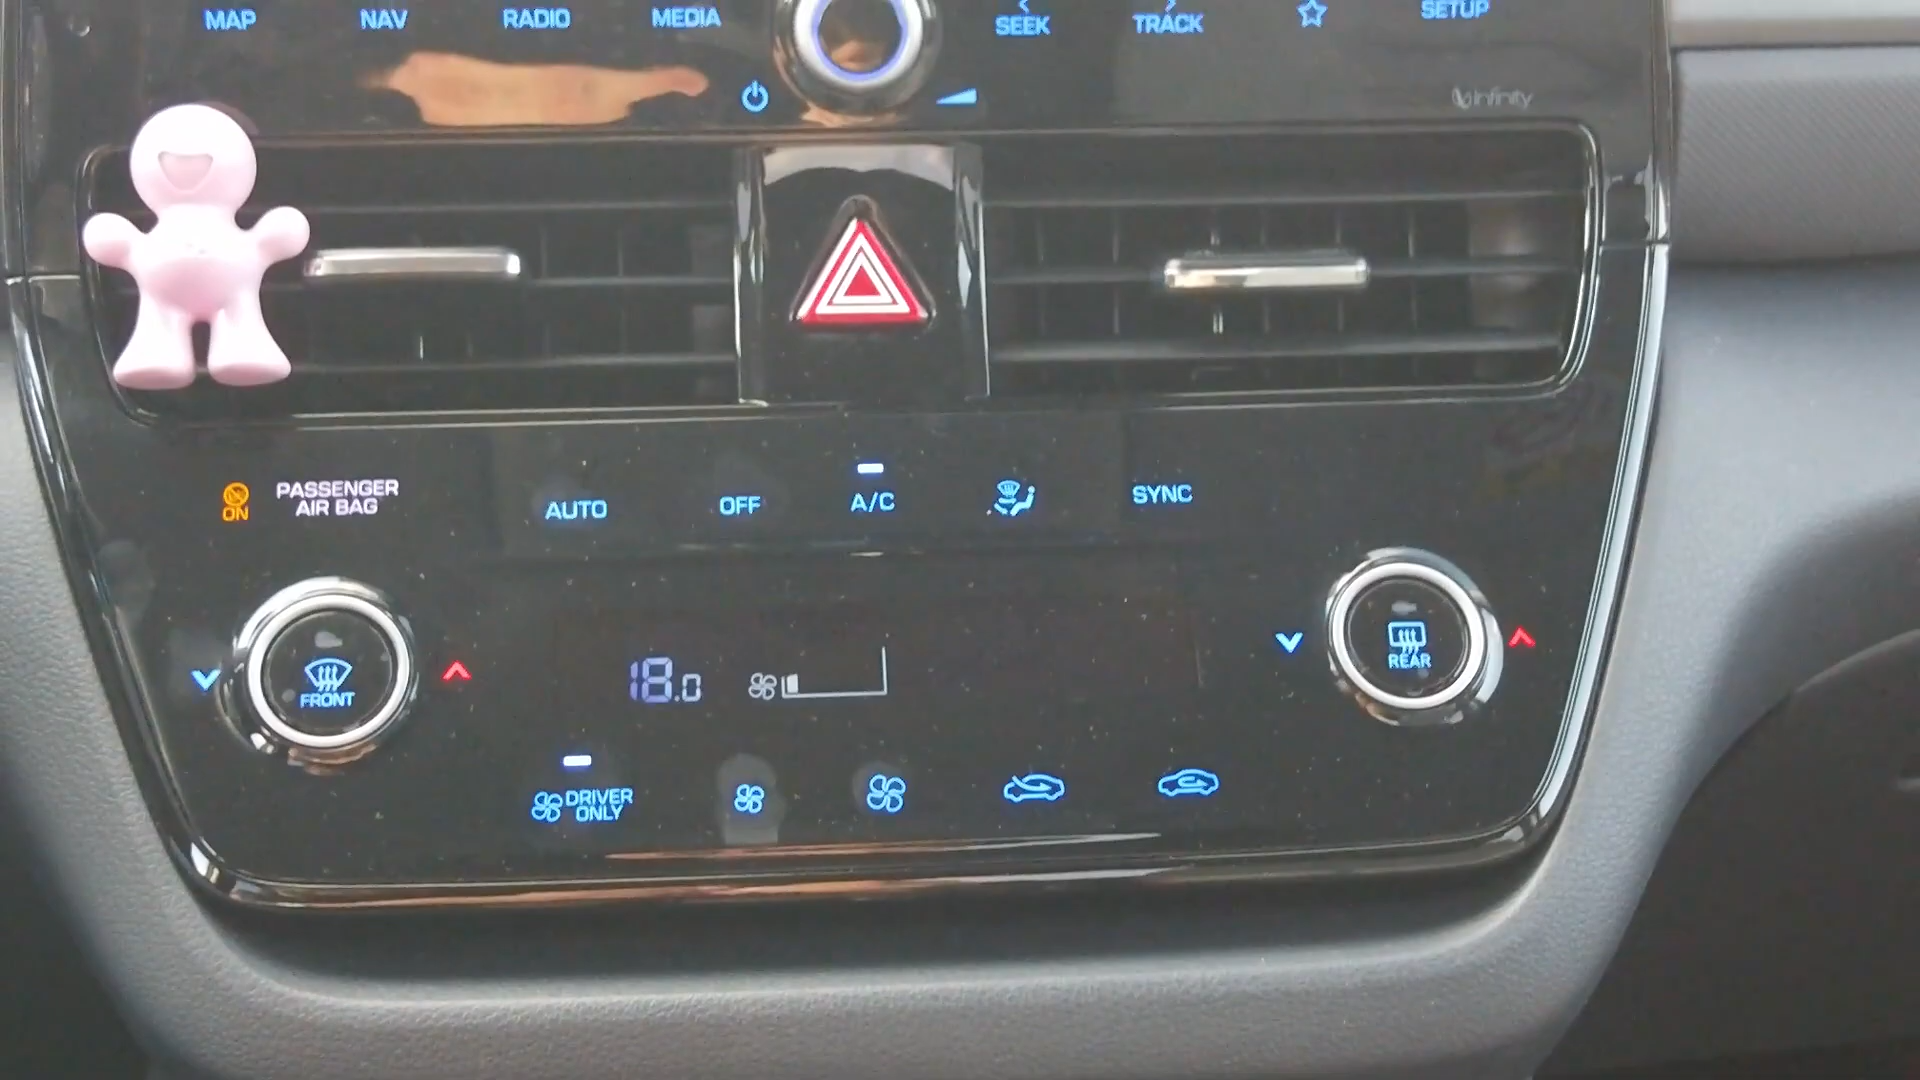 MAP NAV RADIO MEDIA SEEK TRACK SETUP
infinity
ON PASSENGER AIR BAG
AUTO OFF A/C SYNC
FRONT
18.0
REAR
DRIVER ONLY